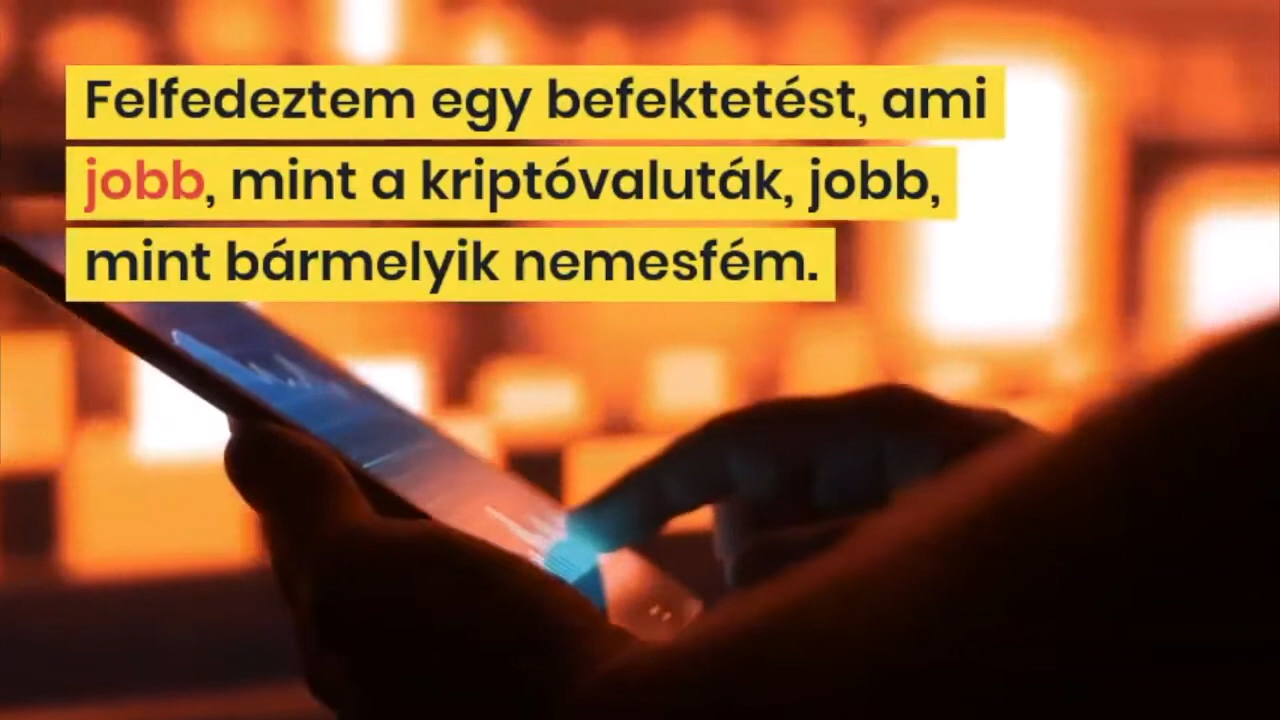 Felfedeztem egy befektetést, ami
jobb, mint a kriptóvaluták, jobb,
mint bármelyik nemesfém.